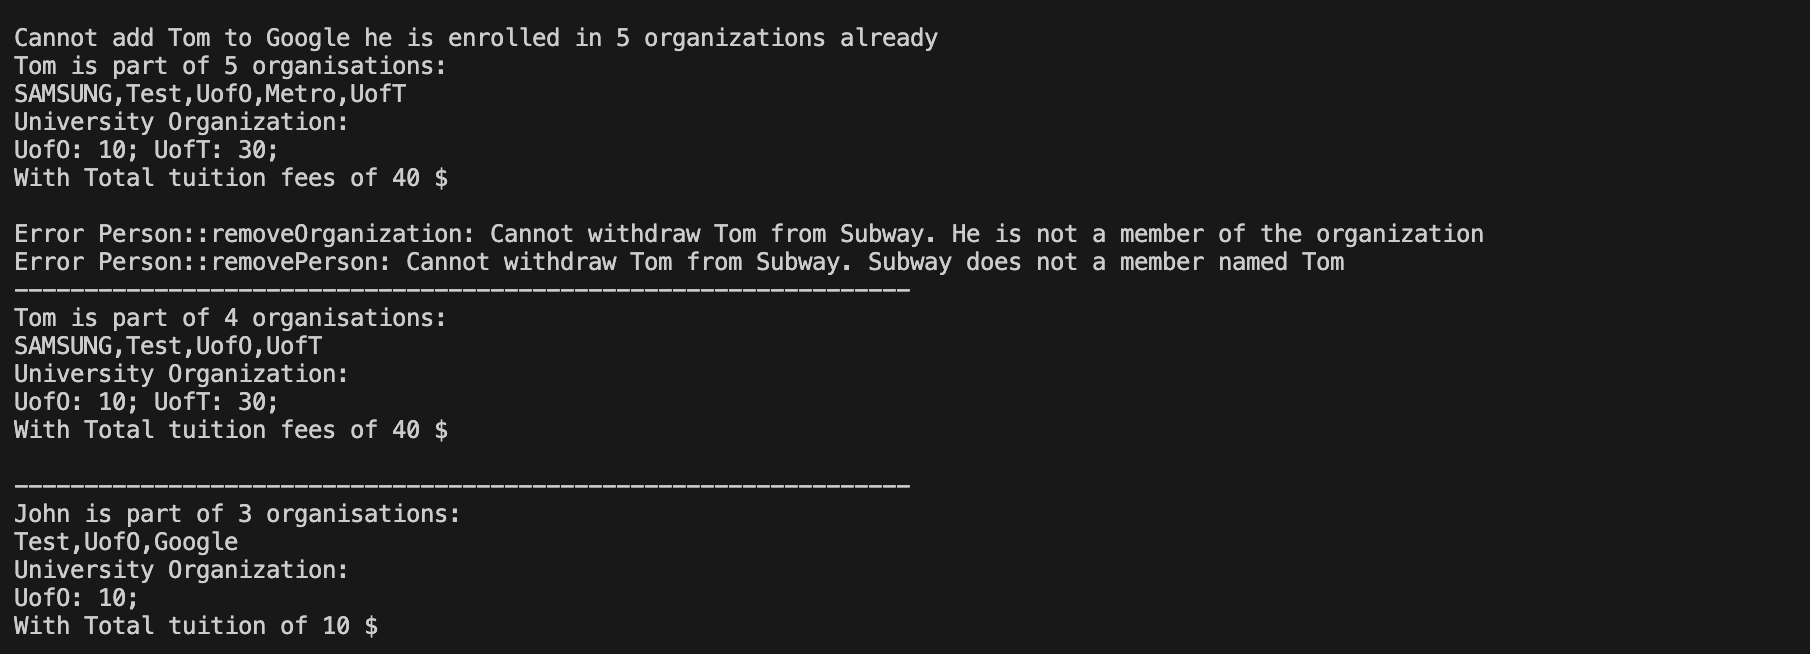 Cannot add Tom to Google he is enrolled in 5 organizations already
Tom is part of 5 organisations:
SAMSUNG,Test,UofO,Metro,UofT
University Organization:
UofO: 10; UofT: 30;
With Total tuition fees of 40 $
Error Person::removeOrganization: Cannot withdraw Tom from Subway. He is not a member of the organization
Error Person::removePerson: Cannot withdraw Tom from Subway. Subway does not a member named Tom
----------------------------------------------------------------
Tom is part of 4 organisations:
SAMSUNG,Test,UofO,UofT
University Organization:
UofO: 10; UofT: 30;
With Total tuition fees of 40 $
----------------------------------------------------------------
John is part of 3 organisations:
Test,UofO,Google
University Organization:
UofO: 10;
With Total tuition of 10 $